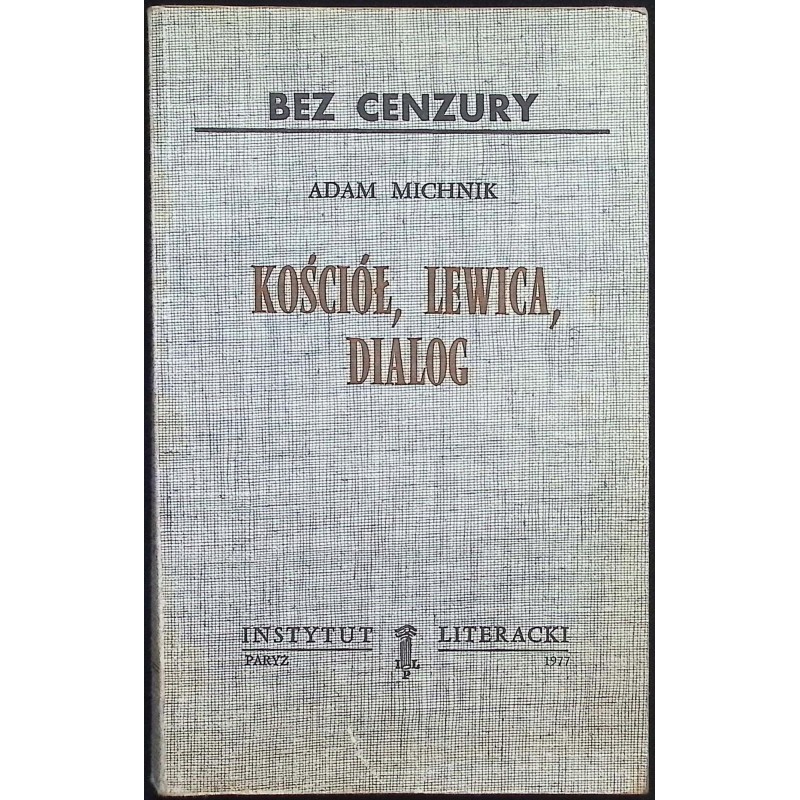 BEZ CENZURY
ADAM MICHNIK
KOŚCIÓŁ, LEWICA,
DIALOG
INSTYTUT LITERACKI
PARYŻ 1977
I L
P